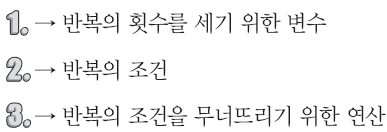 1. → 반복의 횟수를 세기 위한 변수
2. → 반복의 조건
3. → 반복의 조건을 무너뜨리기 위한 연산